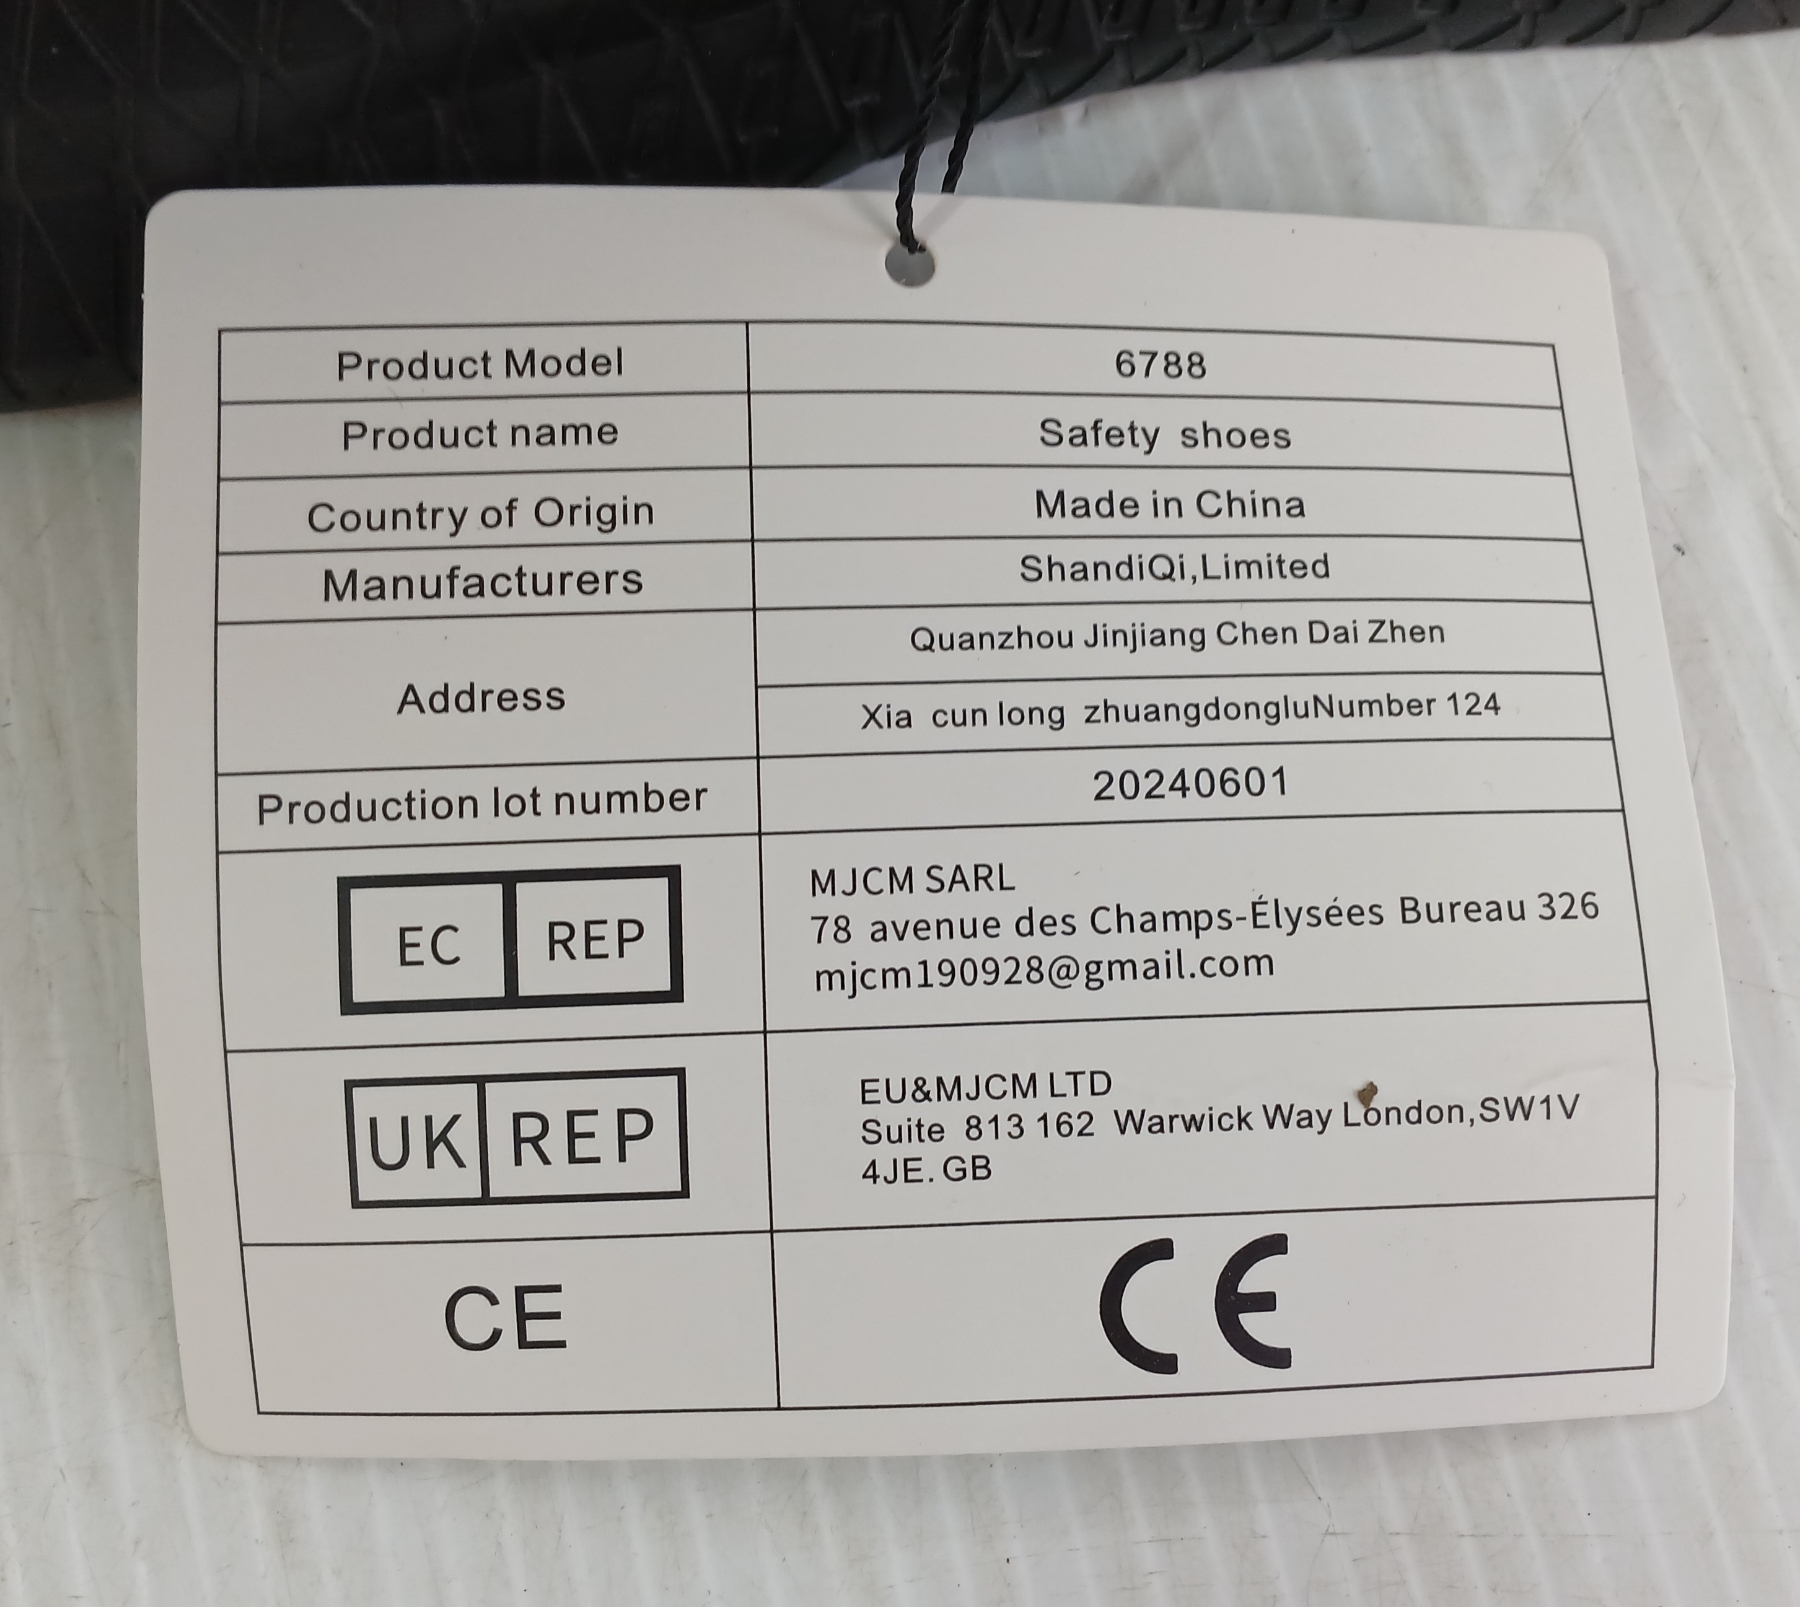 Product Model 6788
Product name Safety shoes
Country of Origin Made in China
Manufacturers ShandiQi,Limited
Address Quanzhou Jinjiang Chen Dai Zhen
Xia cun long zhuangdongluNumber 124
Production lot number 20240601
EC REP
MJCM SARL
78 avenue des Champs-Élysées Bureau 326
mjcm190928@gmail.com
UK REP
EU&MJCM LTD
Suite 813 162 Warwick Way London,SW1V
4JE. GB
CE CE